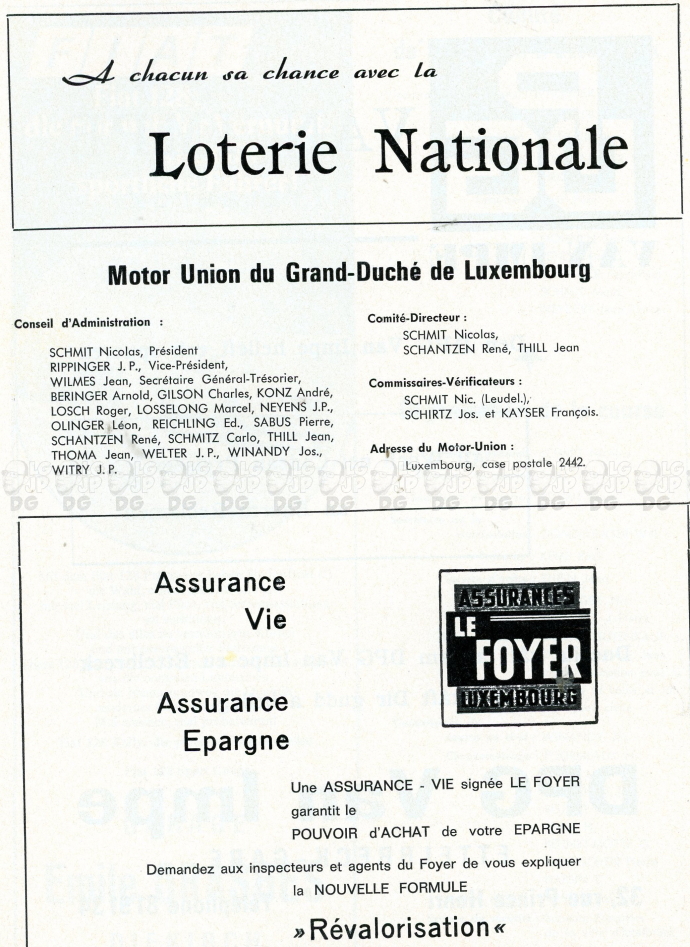 A chacun sa chance avec la
Loterie Nationale
Motor Union du Grand-Duché de Luxembourg
Conseil d'Administration :
SCHMIT Nicolas, Président
RIPPINGER J. P., Vice-Président,
WILMES Jean, Secrétaire Général-Trésorier,
BERINGER Arnold, GILSON Charles, KONZ André,
LOSCH Roger, LOSSELONG Marcel, NEYENS J.P.,
OLINGER Léon, REICHLING Ed., SABUS Pierre,
SCHANTZEN René, SCHMITZ Carlo, THILL Jean,
THOMA Jean, WELTER J. P., WINANDY Jos.,
WITRY J. P.
Comité-Directeur :
SCHMIT Nicolas,
SCHANTZEN René, THILL Jean
Commissaires-Vérificateurs :
SCHMIT Nic. (Leudel.),
SCHIRTZ Jos. et KAYSER François.
Adresse du Motor-Union :
Luxembourg, case postale 2442.
Assurance
Vie
Assurance
Epargne
ASSURANCES
LE
FOYER
LUXEMBOURG
Une ASSURANCE - VIE signée LE FOYER
garantit le
POUVOIR d'ACHAT de votre EPARGNE
Demandez aux inspecteurs et agents du Foyer de vous expliquer
la NOUVELLE FORMULE
»Révalorisation«